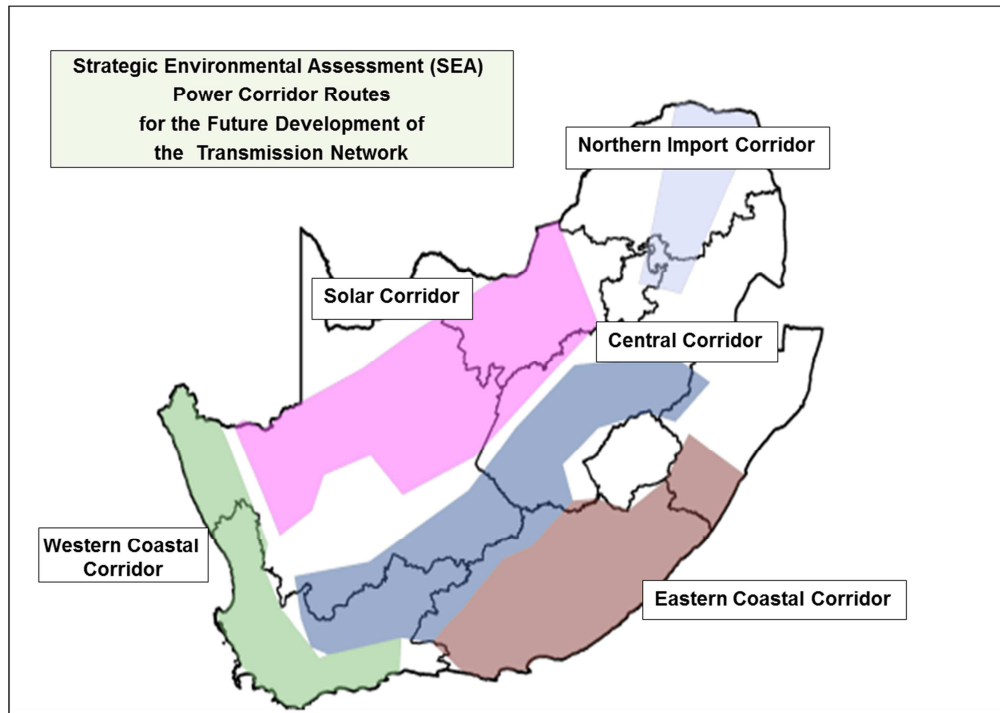 Strategic Environmental Assessment (SEA)
Power Corridor Routes
for the Future Development of
the Transmission Network
Northern Import Corridor
Solar Corridor
Central Corridor
Western Coastal
Corridor
Eastern Coastal Corridor